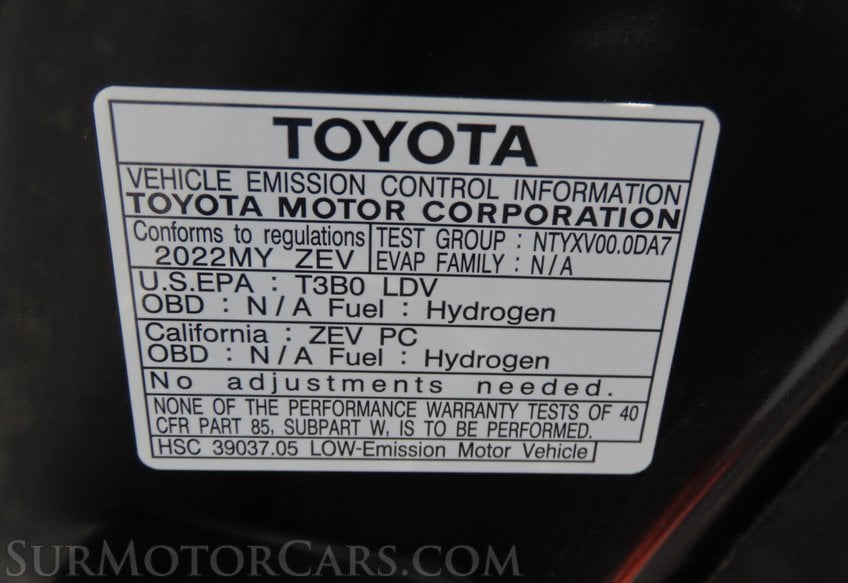 TOYOTA
VEHICLE EMISSION CONTROL INFORMATION
TOYOTA MOTOR CORPORATION
Conforms to regulations
2022MY ZEV
TEST GROUP : NTYXV00.0DA7
EVAP FAMILY : N/A
U.S.EPA : T3B0 LDV
OBD : N/A Fuel : Hydrogen
California : ZEV PC
OBD : N/A Fuel : Hydrogen
No adjustments needed.
NONE OF THE PERFORMANCE WARRANTY TESTS OF 40
CFR PART 85, SUBPART W, IS TO BE PERFORMED.
HSC 39037.05 LOW-Emission Motor Vehicle
SURMOTORCARS.COM